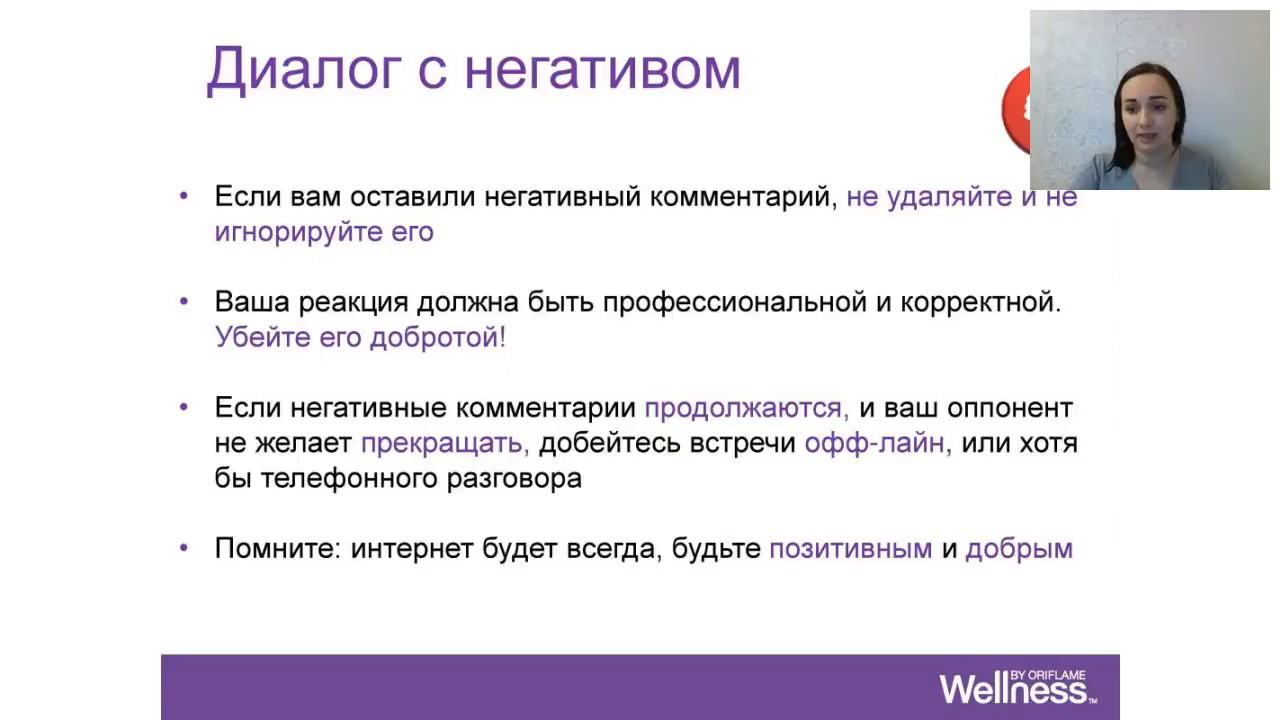 Диалог с негативом
• Если вам оставили негативный комментарий, не удаляйте и не
игнорируйте его
• Ваша реакция должна быть профессиональной и корректной.
Убейте его добротой!
• Если негативные комментарии продолжаются, и ваш оппонент
не желает прекращать, добейтесь встречи офф-лайн, или хотя
бы телефонного разговора
• Помните: интернет будет всегда, будьте позитивным и добрым
BY ORIFLAME
Wellness™